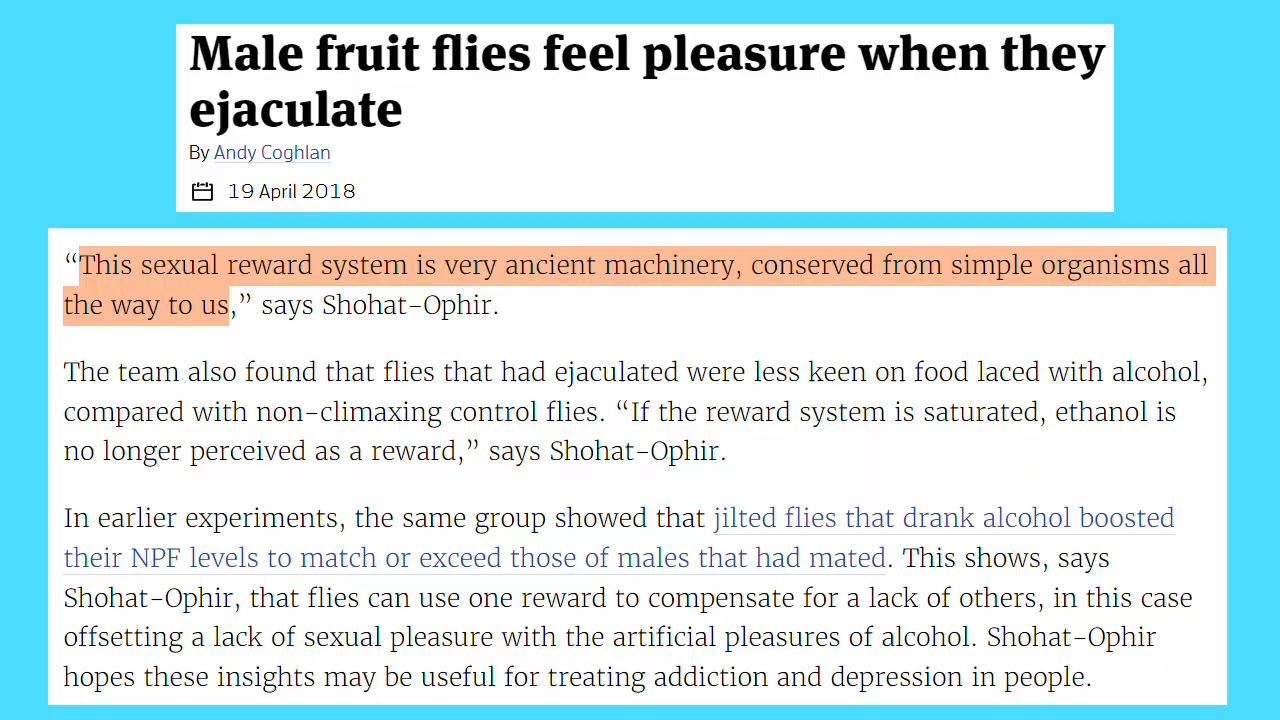 Male fruit flies feel pleasure when they
ejaculate
By Andy Coghlan
19 April 2018
“This sexual reward system is very ancient machinery, conserved from simple organisms all
the way to us,” says Shohat-Ophir.
The team also found that flies that had ejaculated were less keen on food laced with alcohol,
compared with non-climaxing control flies. “If the reward system is saturated, ethanol is
no longer perceived as a reward,” says Shohat-Ophir.
In earlier experiments, the same group showed that jilted flies that drank alcohol boosted
their NPF levels to match or exceed those of males that had mated. This shows, says
Shohat-Ophir, that flies can use one reward to compensate for a lack of others, in this case
offsetting a lack of sexual pleasure with the artificial pleasures of alcohol. Shohat-Ophir
hopes these insights may be useful for treating addiction and depression in people.